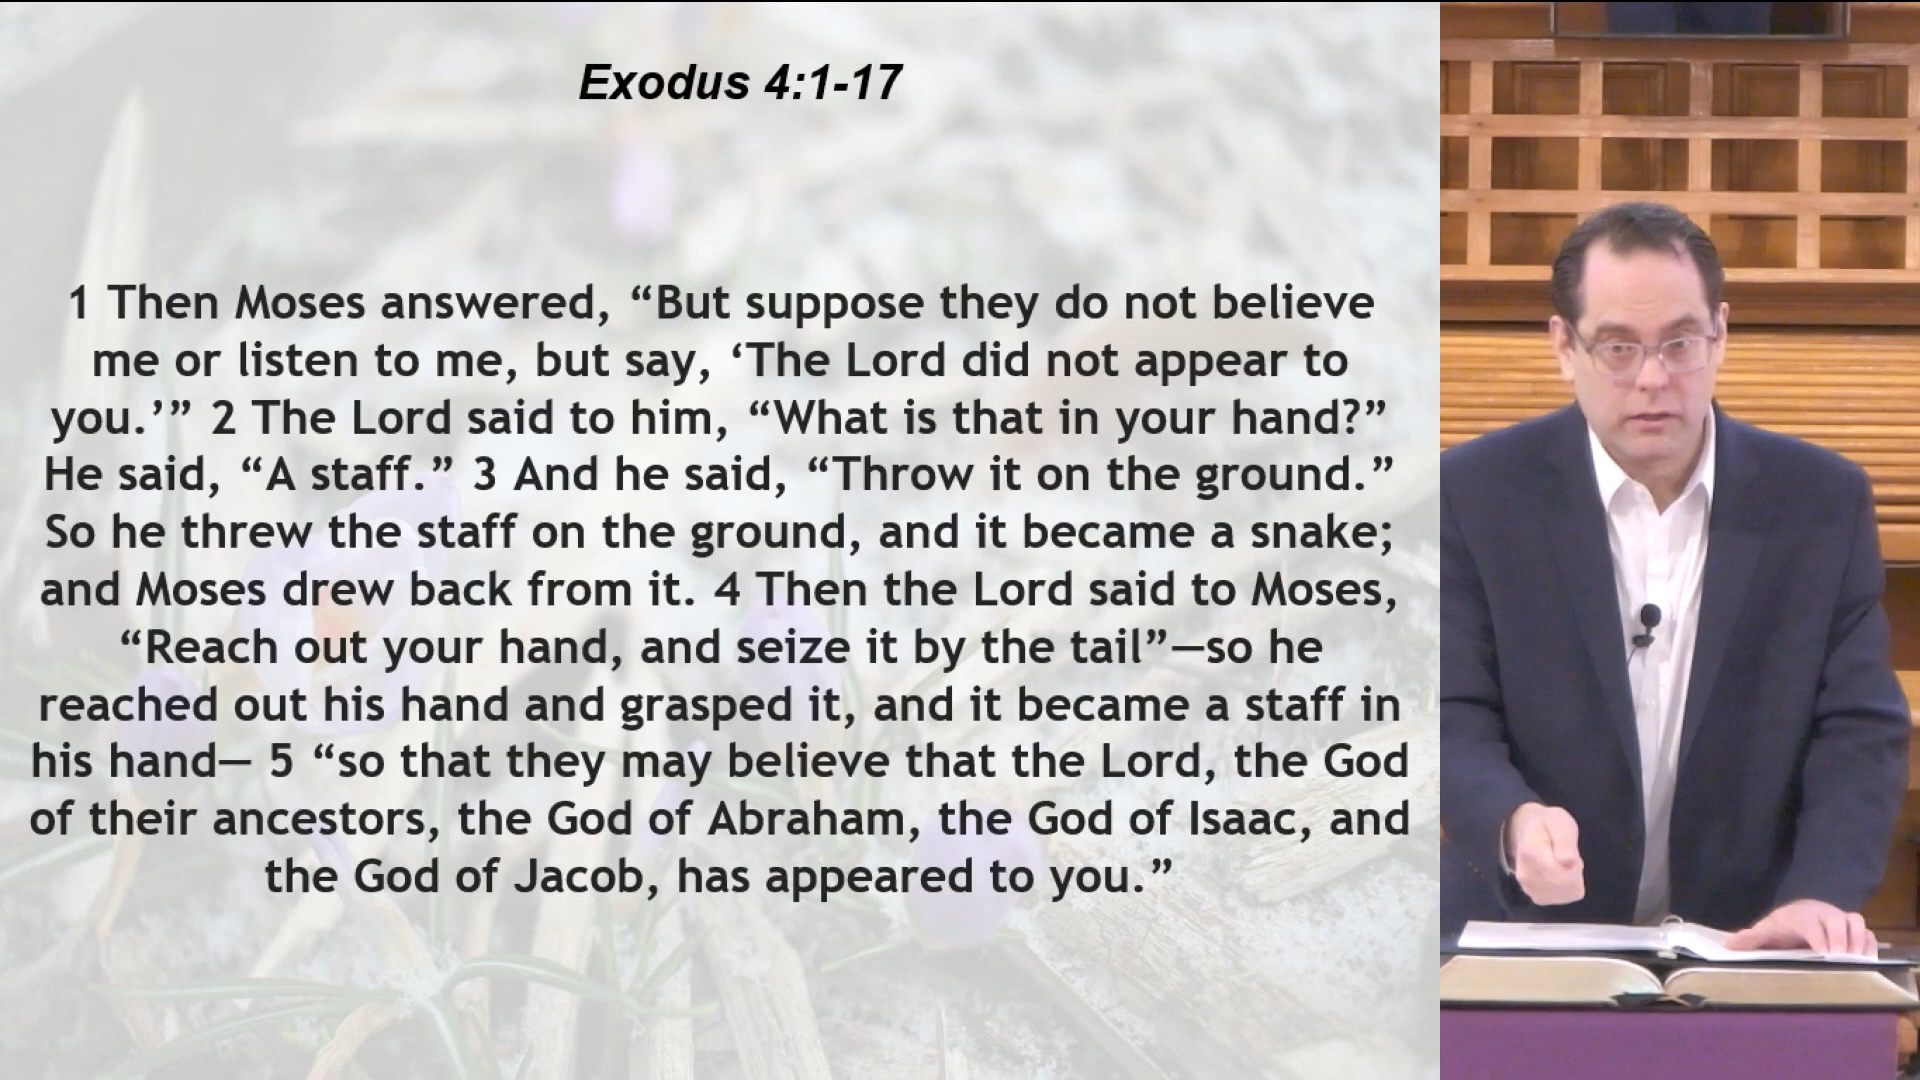 Exodus 4:1-17
1 Then Moses answered, “But suppose they do not believe
me or listen to me, but say, ‘The Lord did not appear to
you.’” 2 The Lord said to him, “What is that in your hand?”
He said, “A staff.” 3 And he said, “Throw it on the ground.”
So he threw the staff on the ground, and it became a snake;
and Moses drew back from it. 4 Then the Lord said to Moses,
“Reach out your hand, and seize it by the tail”—so he
reached out his hand and grasped it, and it became a staff in
his hand— 5 “so that they may believe that the Lord, the God
of their ancestors, the God of Abraham, the God of Isaac, and
the God of Jacob, has appeared to you.”